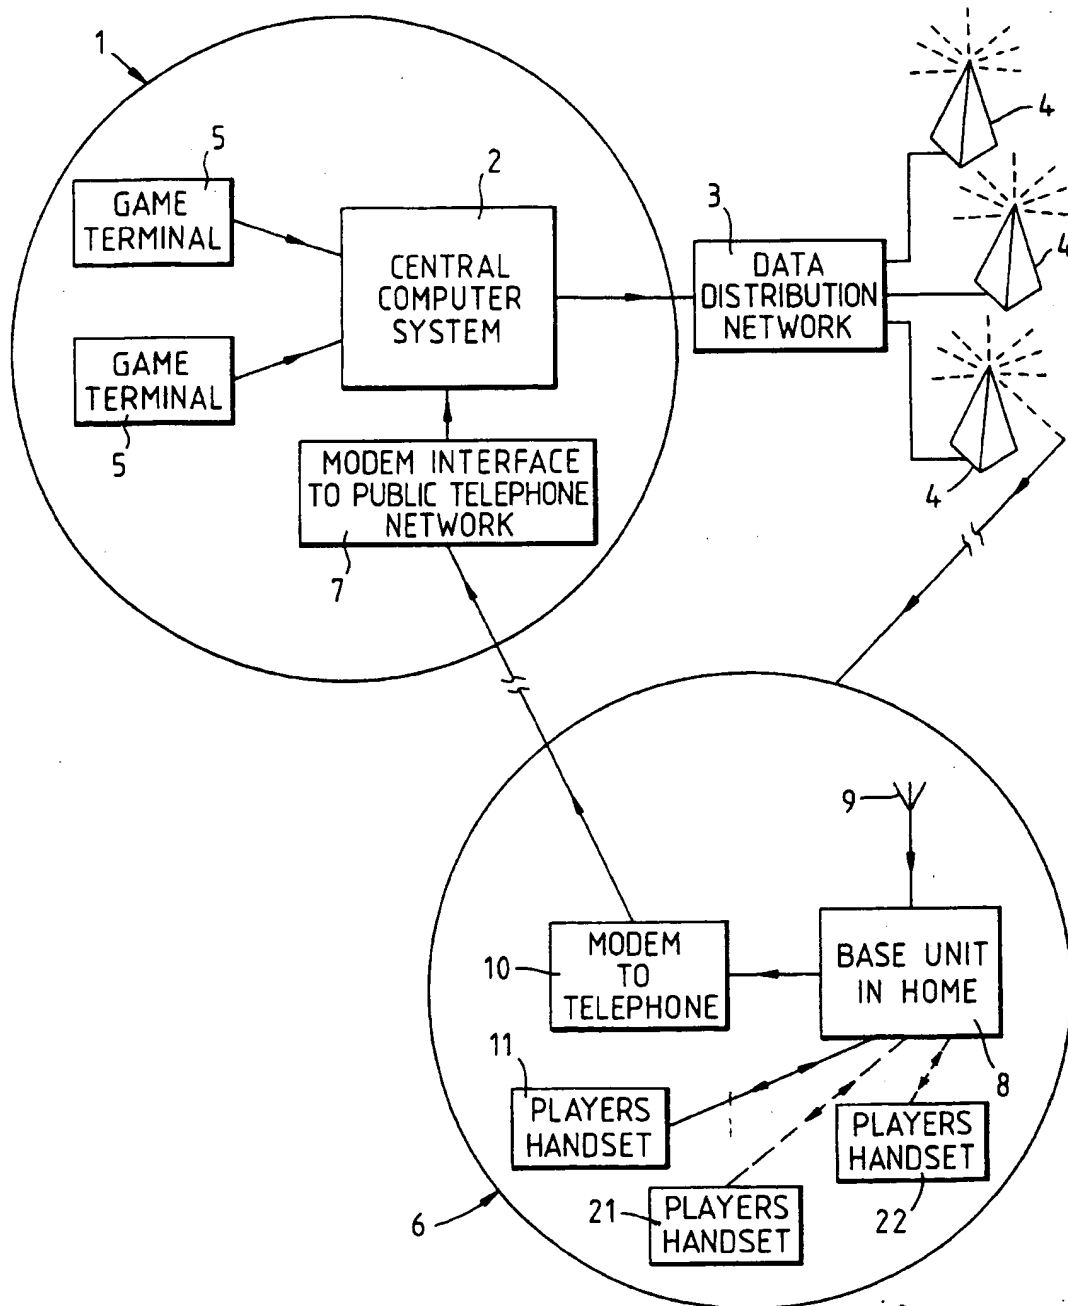 1
5
GAME
TERMINAL
2
CENTRAL
COMPUTER
SYSTEM
GAME
TERMINAL
5
MODEM INTERFACE
TO PUBLIC TELEPHONE
NETWORK
7
3
DATA
DISTRIBUTION
NETWORK
4
4
4
9
10
MODEM
TO
TELEPHONE
BASE UNIT
IN HOME
8
11
PLAYERS
HANDSET
PLAYERS
HANDSET
22
21
PLAYERS
HANDSET
6